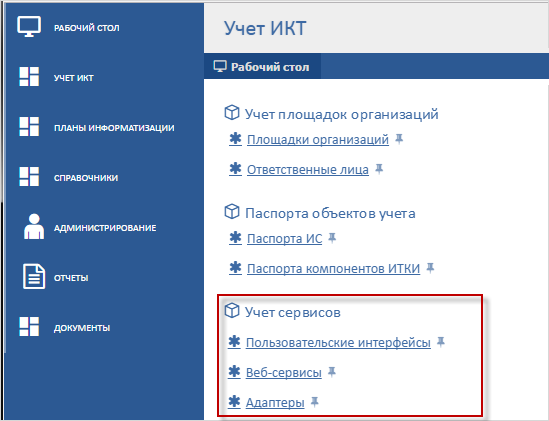 РАБОЧИЙ СТОЛ
УЧЕТ ИКТ
ПЛАНЫ ИНФОРМАТИЗАЦИИ
СПРАВОЧНИКИ
АДМИНИСТРИРОВАНИЕ
ОТЧЕТЫ
ДОКУМЕНТЫ
Учет ИКТ
Рабочий стол
Учет площадок организаций
Площадки организаций
Ответственные лица
Паспорта объектов учета
Паспорта ИС
Паспорта компонентов ИТКИ
Учет сервисов
Пользовательские интерфейсы
Веб-сервисы
Адаптеры